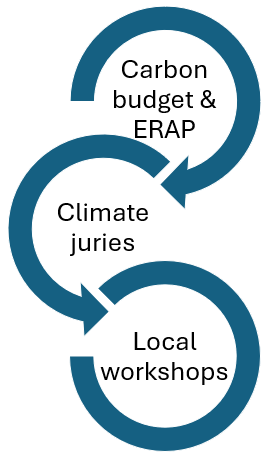 Carbon
budget &
ERAP
Climate
juries
Local
workshops